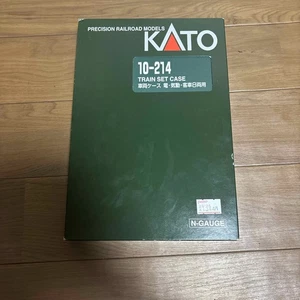 PRECISION RAILROAD MODELS
KATO
10-214
TRAIN SET CASE
車両ケース 電・気動・客車8両用
N-GAUGE